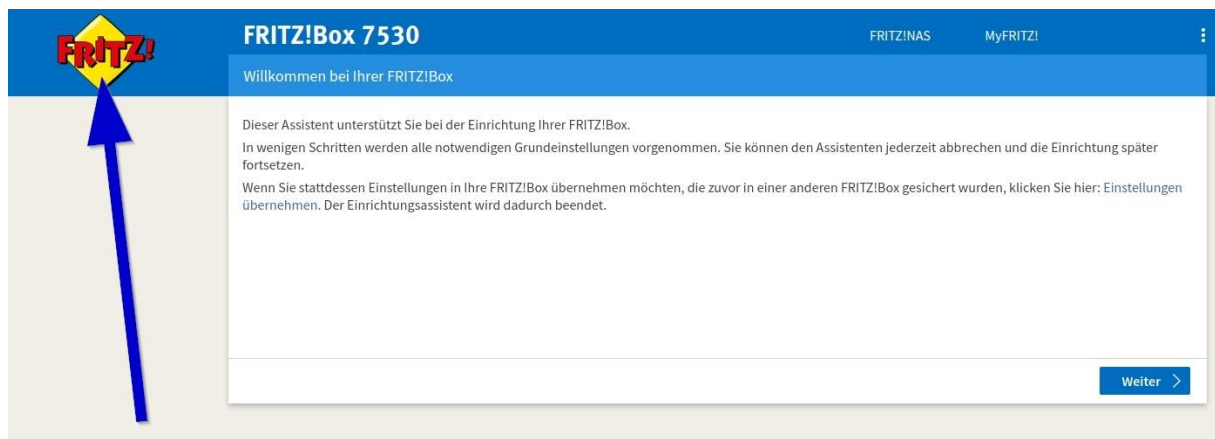 FRITZ!
FRITZ!Box 7530
FRITZ!NAS
MyFRITZ!
Willkommen bei Ihrer FRITZ!Box
Dieser Assistent unterstützt Sie bei der Einrichtung Ihrer FRITZ!Box.
In wenigen Schritten werden alle notwendigen Grundeinstellungen vorgenommen. Sie können den Assistenten jederzeit abbrechen und die Einrichtung später
fortsetzen.
Wenn Sie stattdessen Einstellungen in Ihre FRITZ!Box übernehmen möchten, die zuvor in einer anderen FRITZ!Box gesichert wurden, klicken Sie hier: Einstellungen
übernehmen. Der Einrichtungsassistent wird dadurch beendet.
Weiter